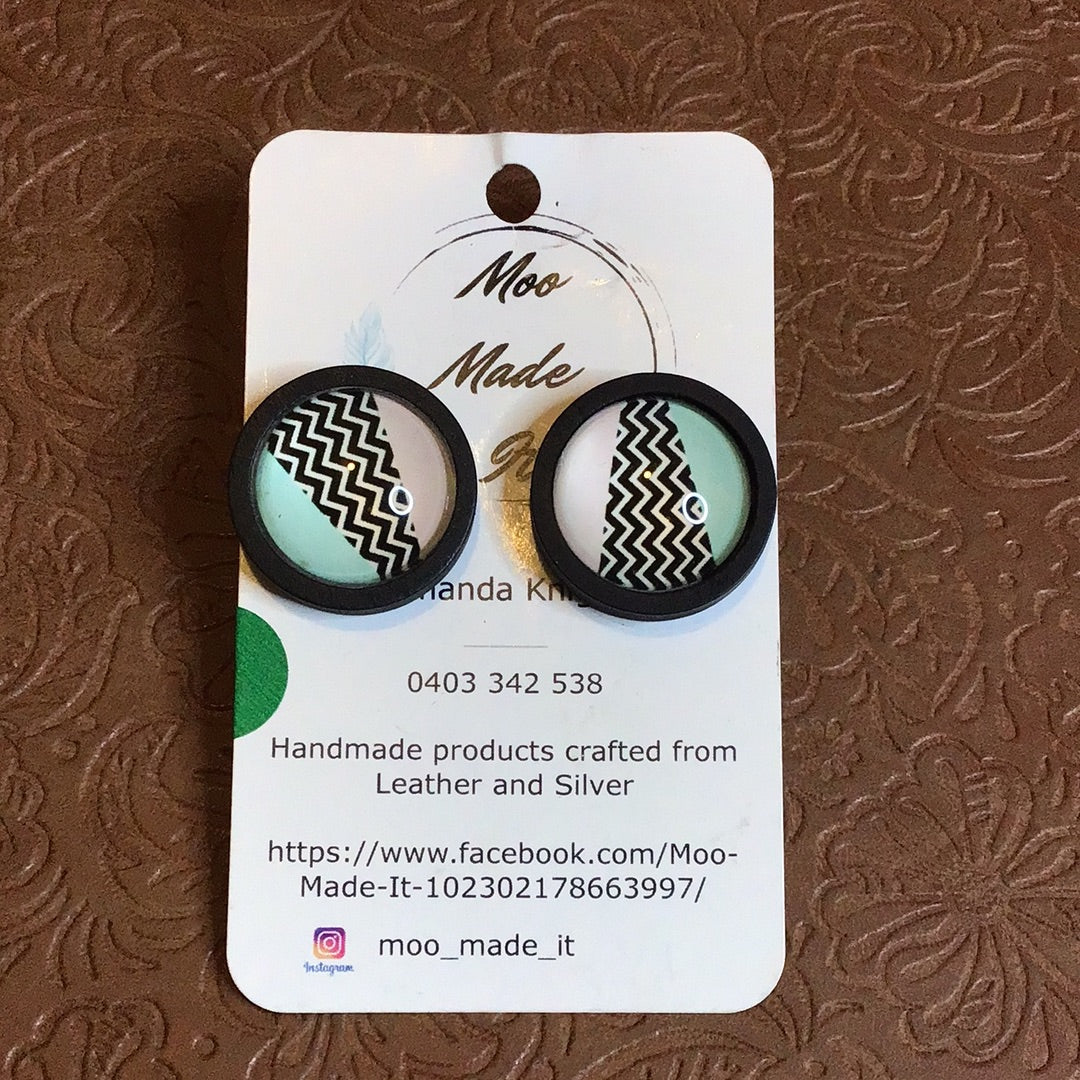 Moo
Made
0403 342 538
Handmade products crafted from
Leather and Silver
https://www.facebook.com/Moo-
Made-It-102302178663997/
Instagram
moo_made_it